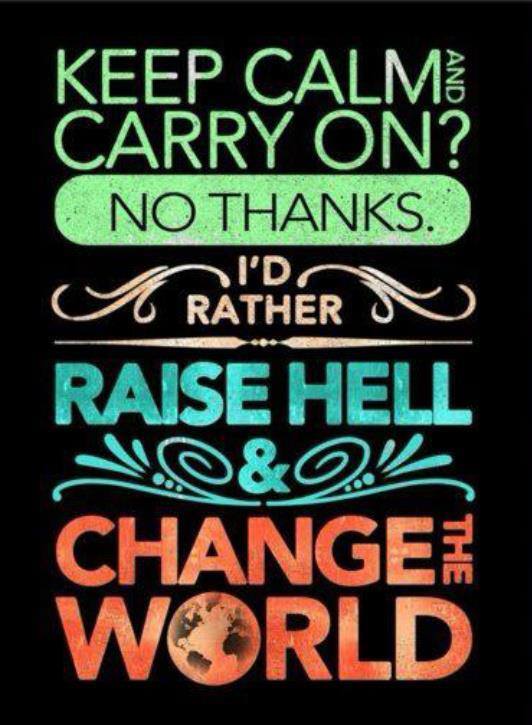 KEEP CALM AND
CARRY ON?
NO THANKS.
I'D
RATHER
RAISE HELL
&
CHANGE THE
WORLD